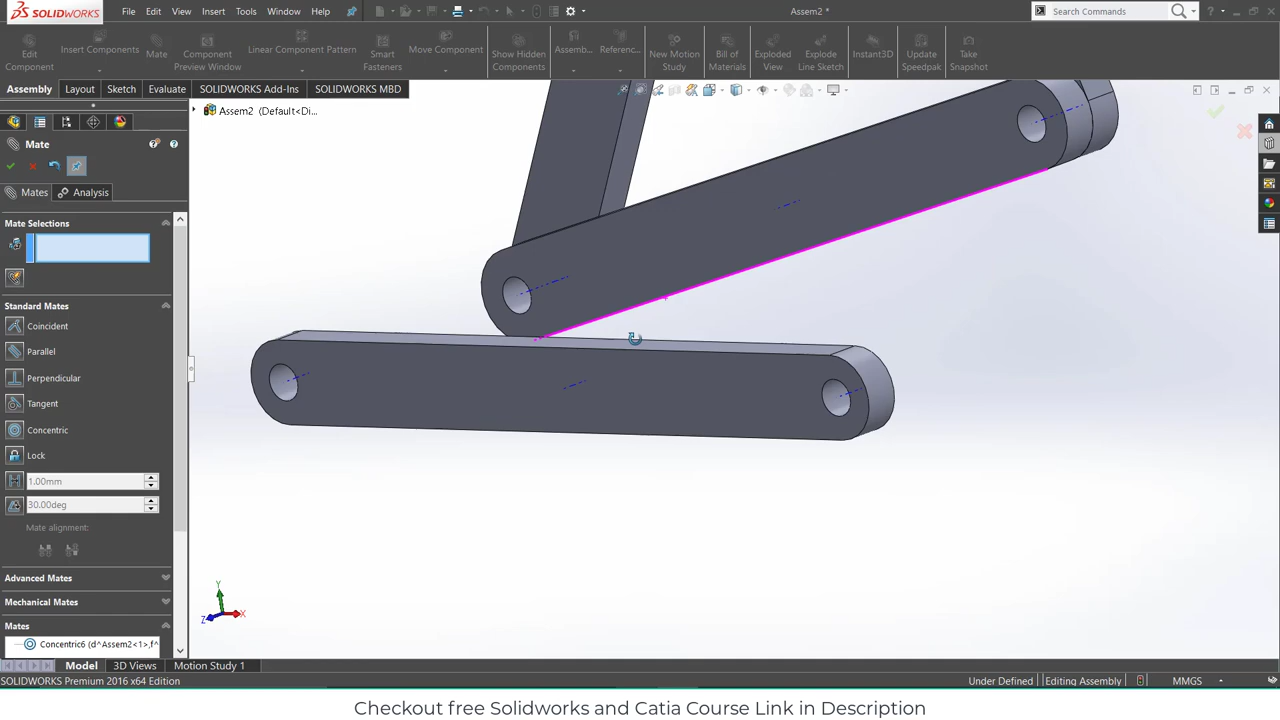 SOLIDWORKS File Edit View Insert Tools Window Help Assem2 * Search Commands
Edit Component
Insert Components
Mate
Component Preview Window
Linear Component Pattern
Smart Fasteners
Move Component
Show Hidden Components
Assemb...
Referenc...
New Motion Study
Bill of Materials
Exploded View
Explode Line Sketch
Instant3D
Update Speedpak
Take Snapshot
Assembly Layout Sketch Evaluate SOLIDWORKS Add-Ins SOLIDWORKS MBD
Assem2 (Default<Di...
Mate
Mates Analysis
Mate Selections
Standard Mates
Coincident
Parallel
Perpendicular
Tangent
Concentric
Lock
1.00mm
30.00deg
Mate alignment:
Advanced Mates
Mechanical Mates
Mates
Concentric6 (d^Assem2<1>,f^
Y
X
Z
Model 3D Views Motion Study 1
SOLIDWORKS Premium 2016 x64 Edition Under Defined Editing Assembly MMGS
Checkout free Solidworks and Catia Course Link in Description